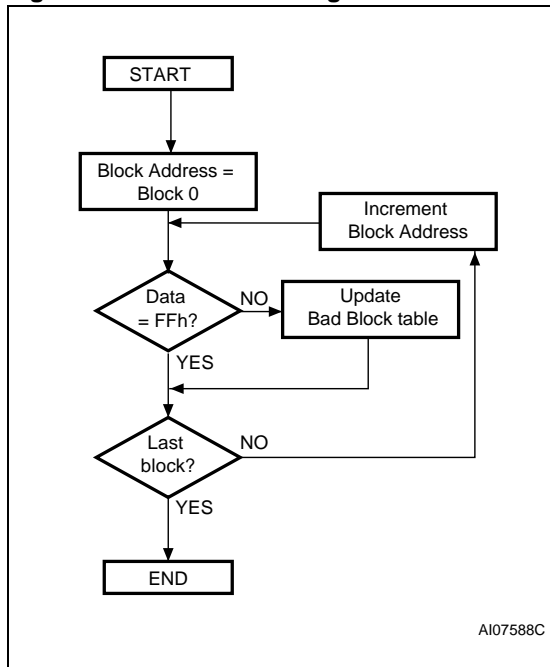 START
Block Address =
Block 0
Increment
Block Address
Data
= FFh?
NO
Update
Bad Block table
YES
Last
block?
NO
YES
END
AI07588C